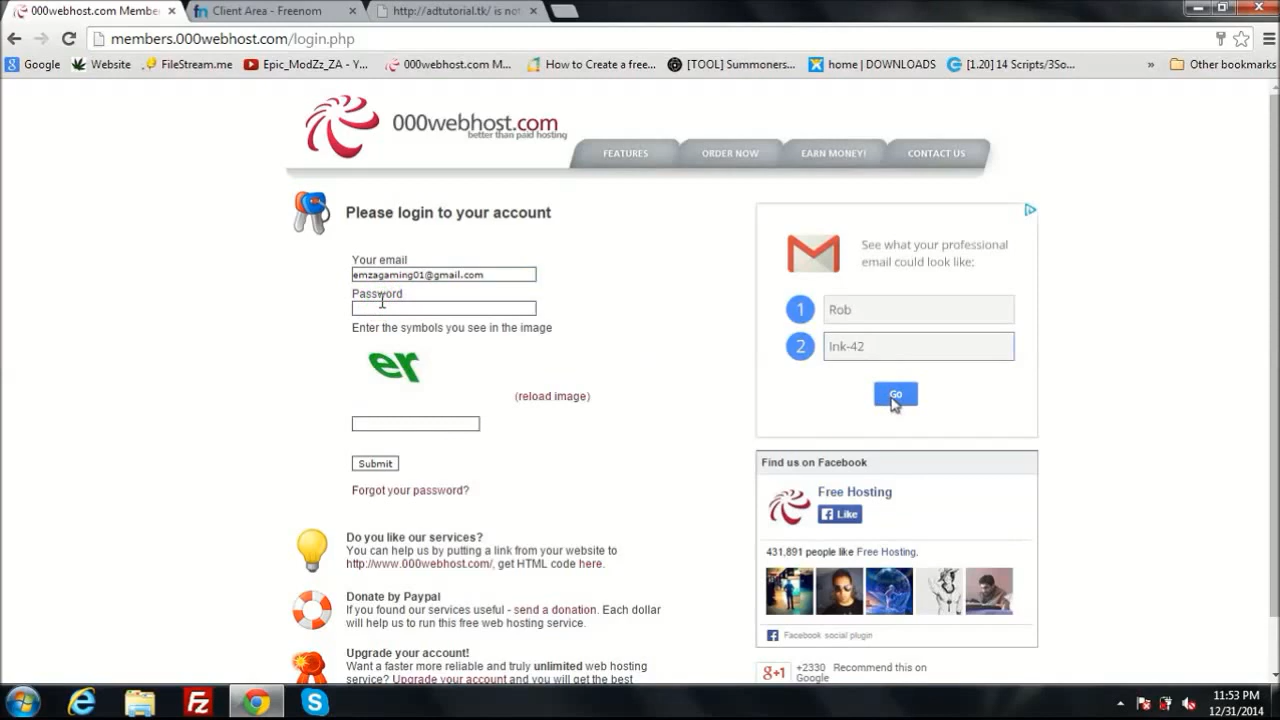 000webhost.com Membe
Client Area - Freenom
http://adtutorial.tk/ is not
members.000webhost.com/login.php
Google
Website
FileStream.me
Epic_ModZz_ZA - Y...
000webhost.com M...
How to Create a free...
[TOOL] Summoners...
home | DOWNLOADS
[1.20] 14 Scripts/3So...
»
Other bookmarks
000webhost.com
better than paid hosting
FEATURES
ORDER NOW
EARN MONEY!
CONTACT US
Please login to your account
Your email
emzagaming01@gmail.com
Password
Enter the symbols you see in the image
er
(reload image)
Submit
Forgot your password?
Do you like our services?
You can help us by putting a link from your website to
http://www.000webhost.com/, get HTML code here.
Donate by Paypal
If you found our services useful - send a donation. Each dollar
will help us to run this free web hosting service.
Upgrade your account!
Want a faster more reliable and truly unlimited web hosting
service? Upgrade your account and you will get the best
See what your professional
email could look like:
1 Rob
2 Ink-42
Go
Find us on Facebook
Free Hosting
Like
431,891 people like Free Hosting.
Facebook social plugin
g+1
+2330 Recommend this on
Google
11:53 PM
12/31/2014